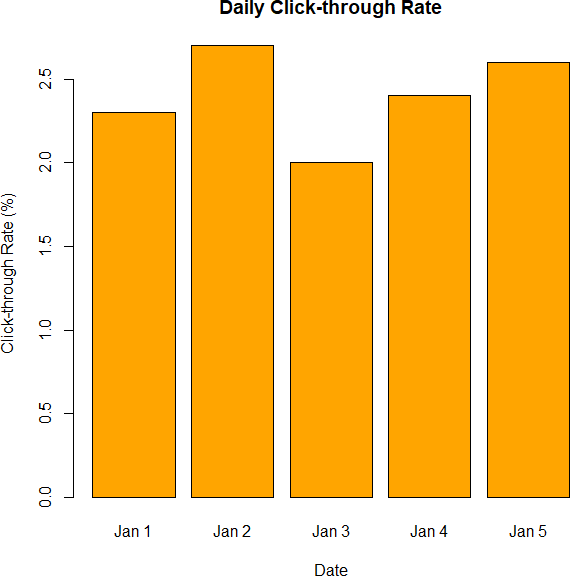 Daily Click-through Rate
Click-through Rate (%)
2.5
2.0
1.5
1.0
0.5
0.0
Jan 1 Jan 2 Jan 3 Jan 4 Jan 5
Date